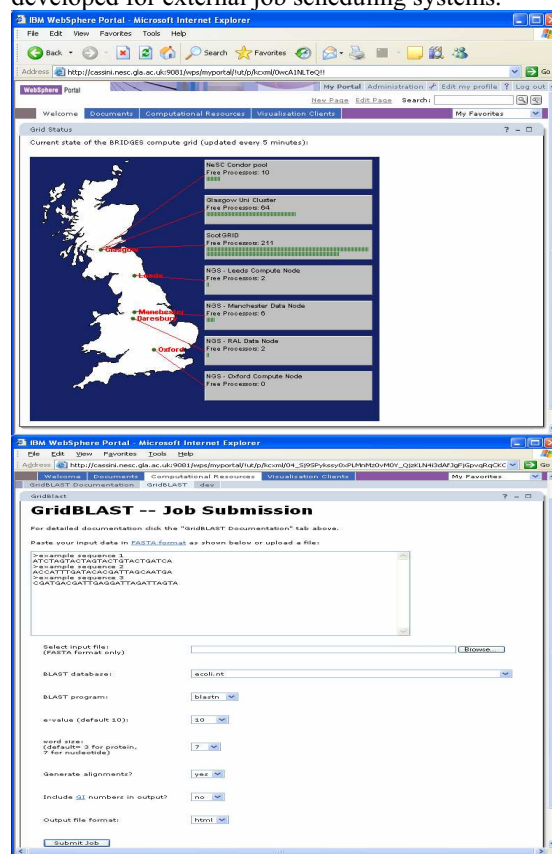 developed for external job scheduling systems.
IBM WebSphere Portal - Microsoft Internet Explorer
File Edit View Favorites Tools Help
Back Search Favorites
Address http://cassini.nesc.gla.ac.uk:9081/wps/myportal/!ut/p/kcxml/0wcA1NLTeQ!! Go
WebSphere Portal My Portal Administration Edit my profile ? Log out
New Page Edit Page Search:
Welcome Documents Computational Resources Visualisation Clients My Favorites
Grid Status ? - □
Current state of the BRIDGES compute grid (updated every 5 minutes):
NeSC Condor pool
Free Processors: 10
Glasgow Uni Cluster
Free Processors: 64
ScotGRID
Free Processors: 211
Glasgow
NGS - Leeds Compute Node
Free Processors: 2
Leeds
NGS - Manchester Data Node
Free Processors: 6
Manchester
Daresbury
NGS - RAL Data Node
Free Processors: 2
Oxford
NGS - Oxford Compute Node
Free Processors: 0
IBM WebSphere Portal - Microsoft Internet Explorer
File Edit View Favorites Tools Help
Address Go
Welcome Documents Computational Resources Visualisation Clients My Favorites
GridBLAST Documentation GridBLAST dev
GridBlast ? - □
GridBLAST -- Job Submission
For detailed documentation click the "GridBLAST Documentation" tab above.
Paste your input data in FASTA format as shown below or upload a file:
>example sequence 1
ATCTAGTACTAGTACTGTACTGATCA
>example sequence 2
ACCATTTGATACACGATTAGCAATGA
>example sequence 3
CGATGACGATTGAGGATTAGATTAGTA
Select input file:
(FASTA format only) Browse...
BLAST database: ecoli.nt
BLAST program: blastn
e-value (default 10): 10
word size:
(default= 3 for protein, 7
7 for nucleotide)
Generate alignments? yes
Include GI numbers in output? no
Output file format: html
Submit Job